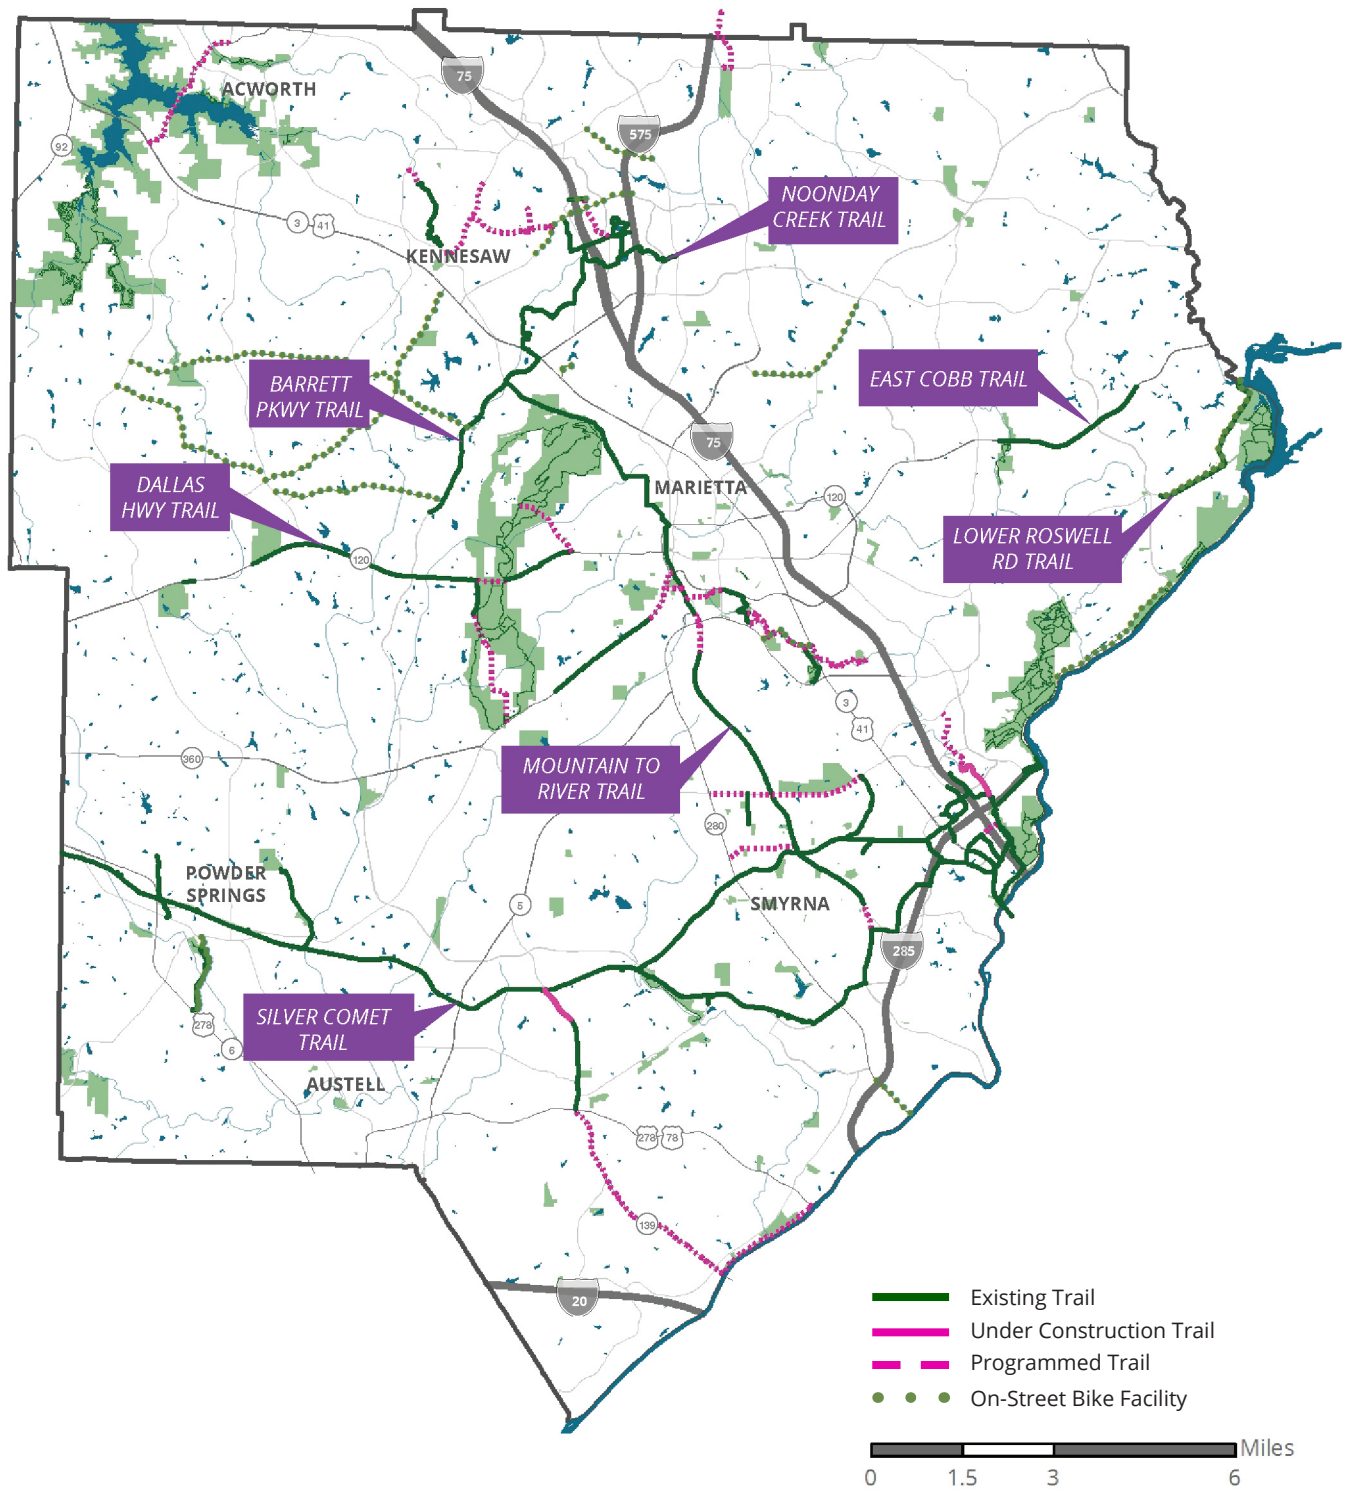 ACWORTH
75
575
92
NOONDAY
CREEK TRAIL
3
41
KENNESAW
BARRETT
PKWY TRAIL
EAST COBB TRAIL
75
MARIETTA
120
DALLAS
HWY TRAIL
LOWER ROSWELL
RD TRAIL
120
3
41
360
MOUNTAIN TO
RIVER TRAIL
280
POWDER
SPRINGS
5
SMYRNA
285
SILVER COMET
TRAIL
278
6
AUSTELL
278
78
139
20
Existing Trail
Under Construction Trail
Programmed Trail
On-Street Bike Facility
Miles
0 1.5 3 6